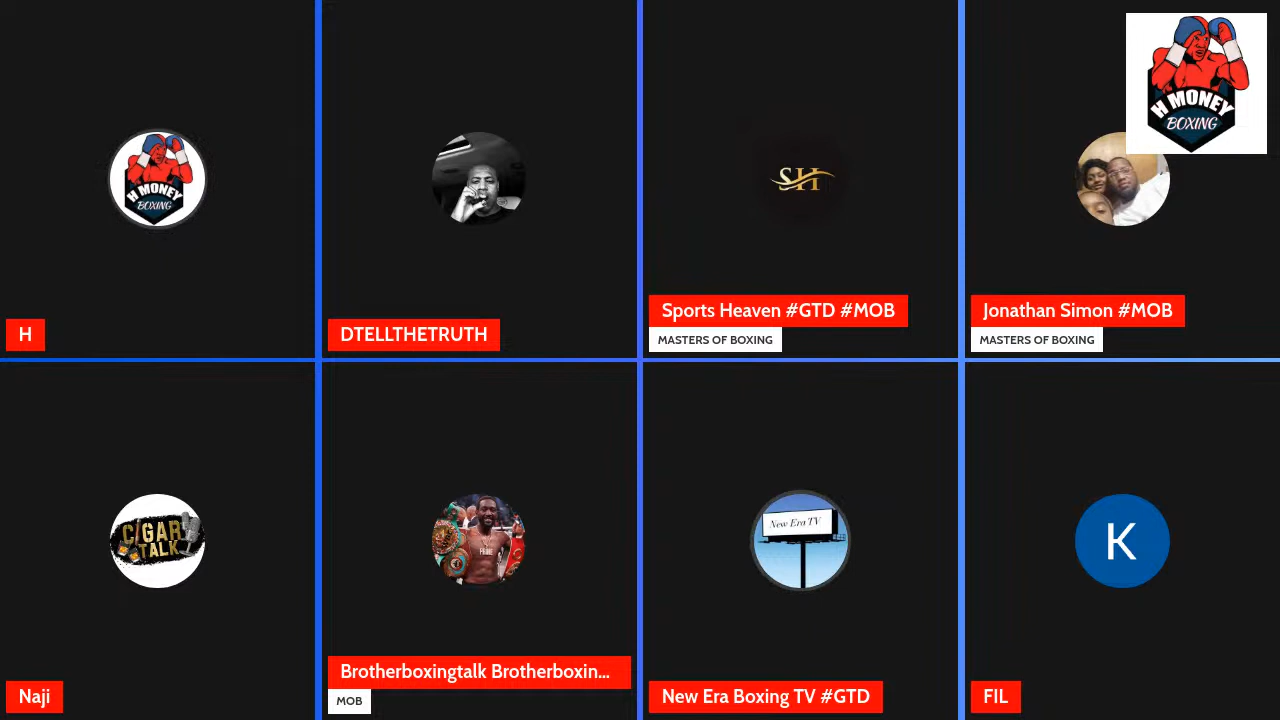 H MONEY
BOXING
H
DTELLTHETRUTH
SH
Sports Heaven #GTD #MOB
MASTERS OF BOXING
H MONEY
BOXING
Jonathan Simon #MOB
MASTERS OF BOXING
CIGAR
TALK
Naji
Brotherboxingtalk Brotherboxin...
MOB
New Era TV
New Era Boxing TV #GTD
K
FIL